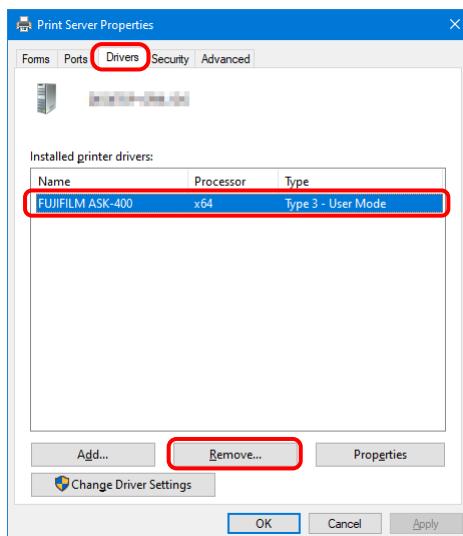 Print Server Properties
Forms Ports Drivers Security Advanced
Installed printer drivers:
Name Processor Type
FUJIFILM ASK-400 x64 Type 3 - User Mode
Add... Remove... Properties
Change Driver Settings
OK Cancel Apply